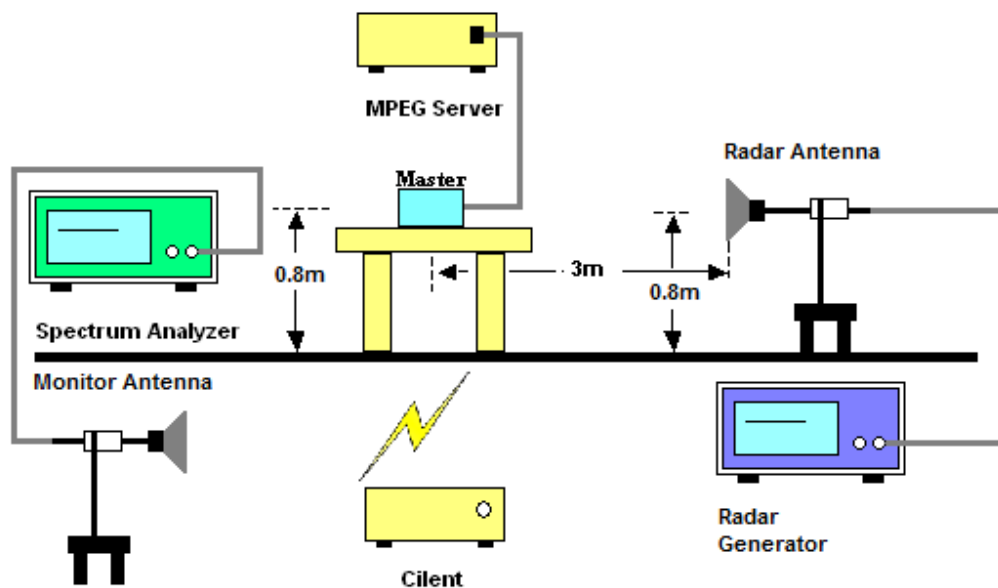 MPEG Server
Radar Antenna
Master
3m
0.8m
0.8m
Spectrum Analyzer
Monitor Antenna
Radar
Generator
Cilent